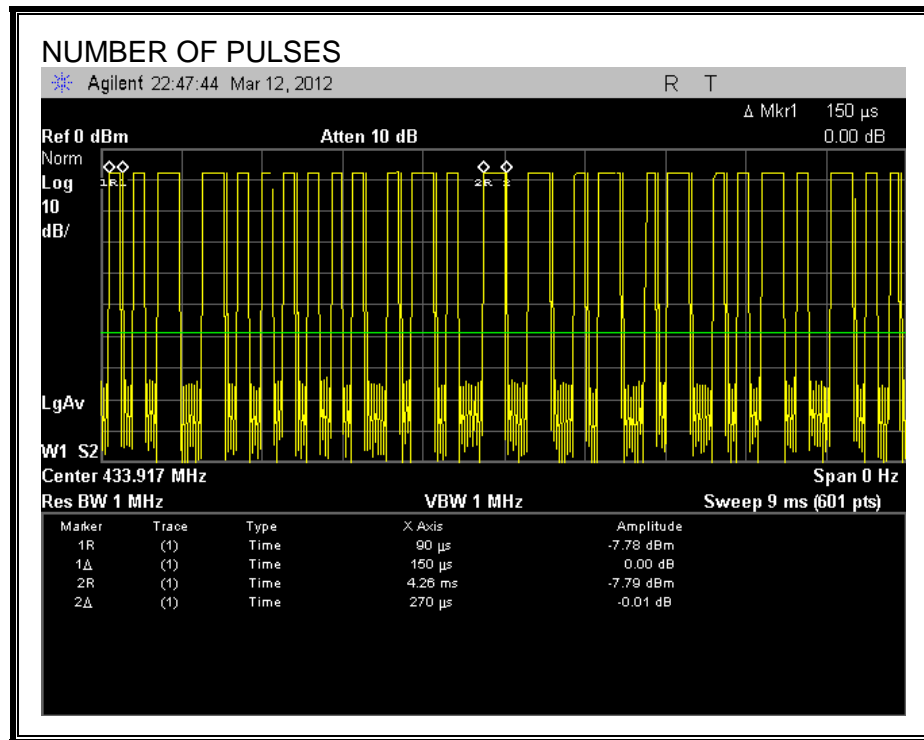 NUMBER OF PULSES
Agilent 22:47:44 Mar 12, 2012 R T
Δ Mkr1 150 µs
Ref 0 dBm Atten 10 dB 0.00 dB
Norm
Log
10
dB/
1R 1 2R 2
LgAv
W1 S2
Center 433.917 MHz Span 0 Hz
Res BW 1 MHz VBW 1 MHz Sweep 9 ms (601 pts)
Marker Trace Type X Axis Amplitude
1R (1) Time 90 µs -7.78 dBm
1Δ (1) Time 150 µs 0.00 dB
2R (1) Time 4.26 ms -7.79 dBm
2Δ (1) Time 270 µs -0.01 dB